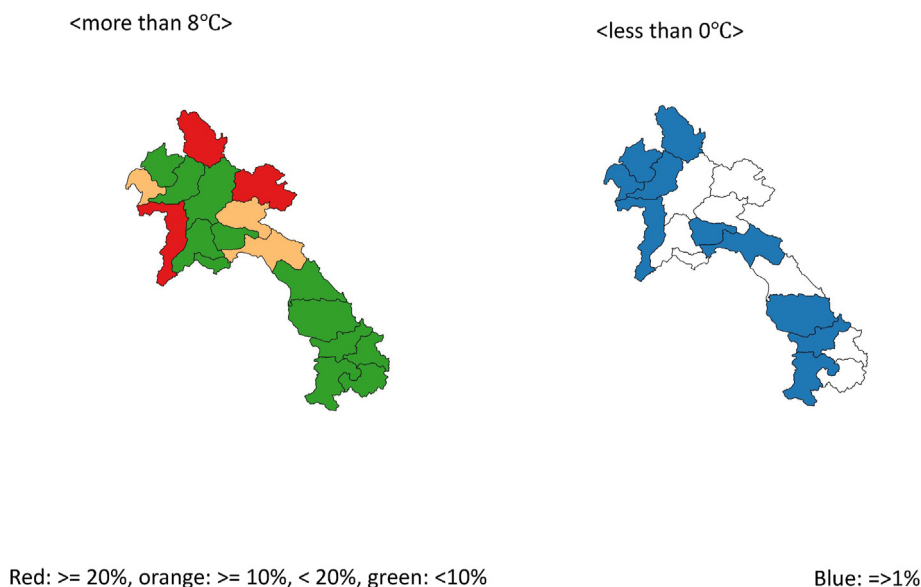 <more than 8℃>
<less than 0℃>
Red: >= 20%, orange: >= 10%, < 20%, green: <10%
Blue: =>1%